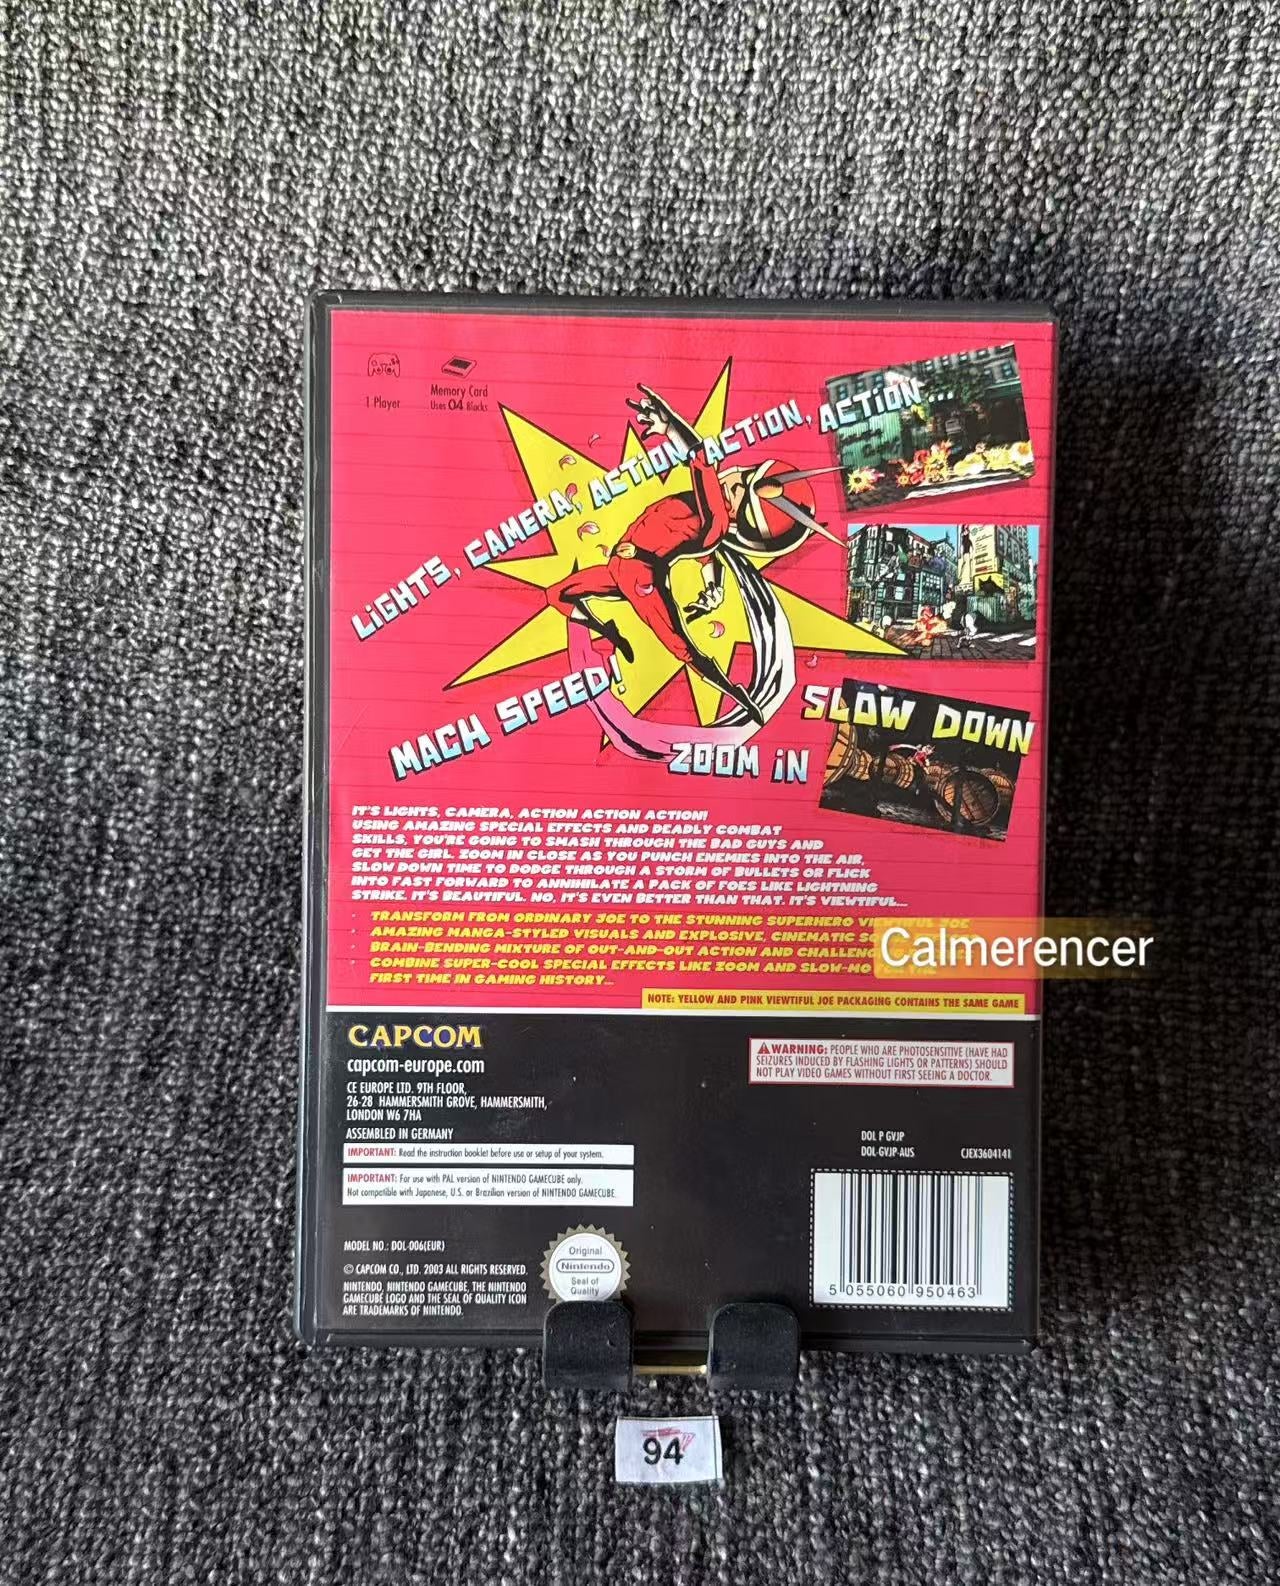 1 Player
Memory Card
Uses 04 Blocks
LiGHTS, CAMERA, ACTiON, ACTiON, ACTiON...
MACH SPEED!
ZOOM iN
SLOW DOWN
IT'S LIGHTS, CAMERA, ACTION ACTION ACTION!
USING AMAZING SPECIAL EFFECTS AND DEADLY COMBAT
SKILLS, YOU'RE GOING TO SMASH THROUGH THE BAD GUYS AND
GET THE GIRL. ZOOM IN CLOSE AS YOU PUNCH ENEMIES INTO THE AIR,
SLOW DOWN TIME TO DODGE THROUGH A STORM OF BULLETS OR FLICK
INTO FAST FORWARD TO ANNIHILATE A PACK OF FOES LIKE LIGHTNING
STRIKE. IT'S BEAUTIFUL. NO, IT'S EVEN BETTER THAN THAT. IT'S VIEWTIFUL...
· TRANSFORM FROM ORDINARY JOE TO THE STUNNING SUPERHERO VIEWTIFUL JOE
· AMAZING MANGA-STYLED VISUALS AND EXPLOSIVE, CINEMATIC
· BRAIN-BENDING MIXTURE OF OUT-AND-OUT ACTION AND
· COMBINE SUPER-COOL SPECIAL EFFECTS LIKE ZOOM AND SLOW-MO
FIRST TIME IN GAMING HISTORY...
Calmerencer
NOTE: YELLOW AND PINK VIEWTIFUL JOE PACKAGING CONTAINS THE SAME GAME
CAPCOM
capcom-europe.com
CE EUROPE LTD. 9TH FLOOR,
26-28 HAMMERSMITH GROVE, HAMMERSMITH,
LONDON W6 7HA
ASSEMBLED IN GERMANY
WARNING: PEOPLE WHO ARE PHOTOSENSITIVE (HAVE HAD
SEIZURES INDUCED BY FLASHING LIGHTS OR PATTERNS) SHOULD
NOT PLAY VIDEO GAMES WITHOUT FIRST SEEING A DOCTOR.
IMPORTANT: Read the instruction booklet before use or setup of your system.
IMPORTANT: For use with PAL version of NINTENDO GAMECUBE only.
Not compatible with Japanese, U.S. or Brazilian version of NINTENDO GAMECUBE.
DOL P GVJP
DOL-GVJP-AUS CJEX3604141
MODEL NO.: DOL-006(EUR)
© CAPCOM CO., LTD. 2003 ALL RIGHTS RESERVED.
NINTENDO, NINTENDO GAMECUBE, THE NINTENDO
GAMECUBE LOGO AND THE SEAL OF QUALITY ICON
ARE TRADEMARKS OF NINTENDO.
Original
Nintendo
Seal of
Quality
5 055060 950463
94